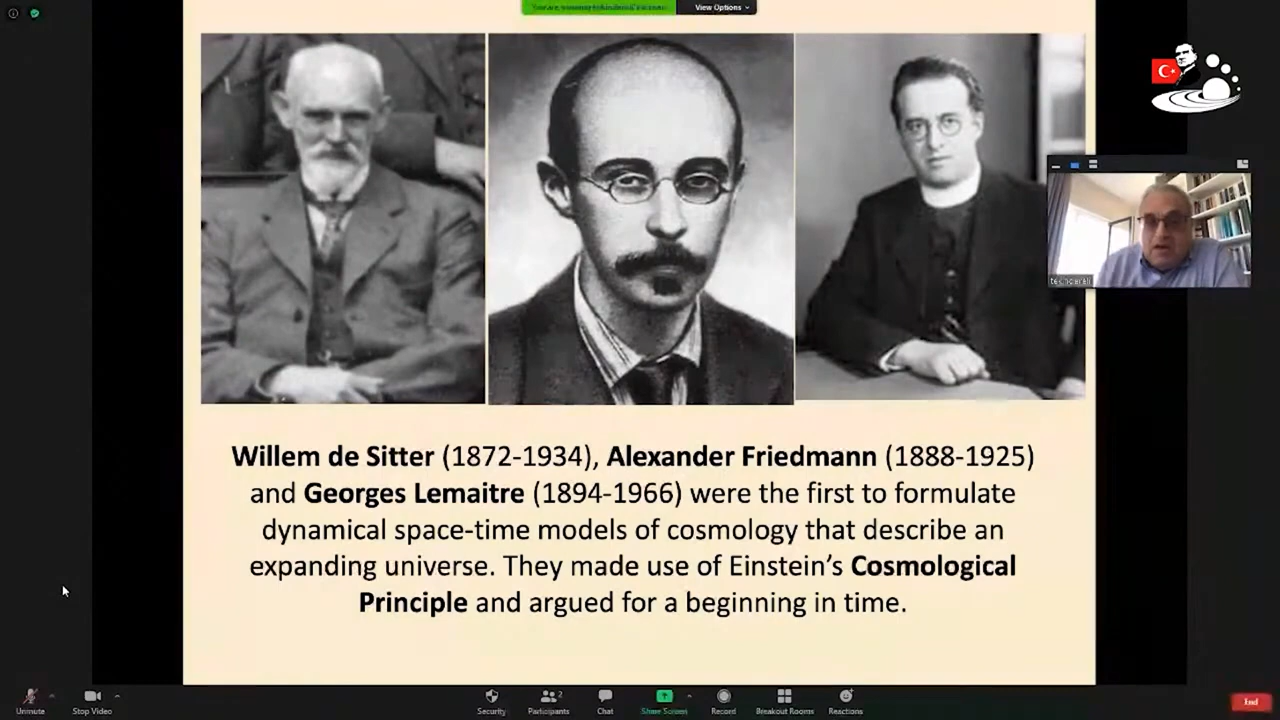 View Options
Willem de Sitter (1872-1934), Alexander Friedmann (1888-1925)
and Georges Lemaitre (1894-1966) were the first to formulate
dynamical space-time models of cosmology that describe an
expanding universe. They made use of Einstein’s Cosmological
Principle and argued for a beginning in time.
Unmute
Stop Video
Security
Participants
2
Chat
Share Screen
Record
Breakout Rooms
Reactions
End